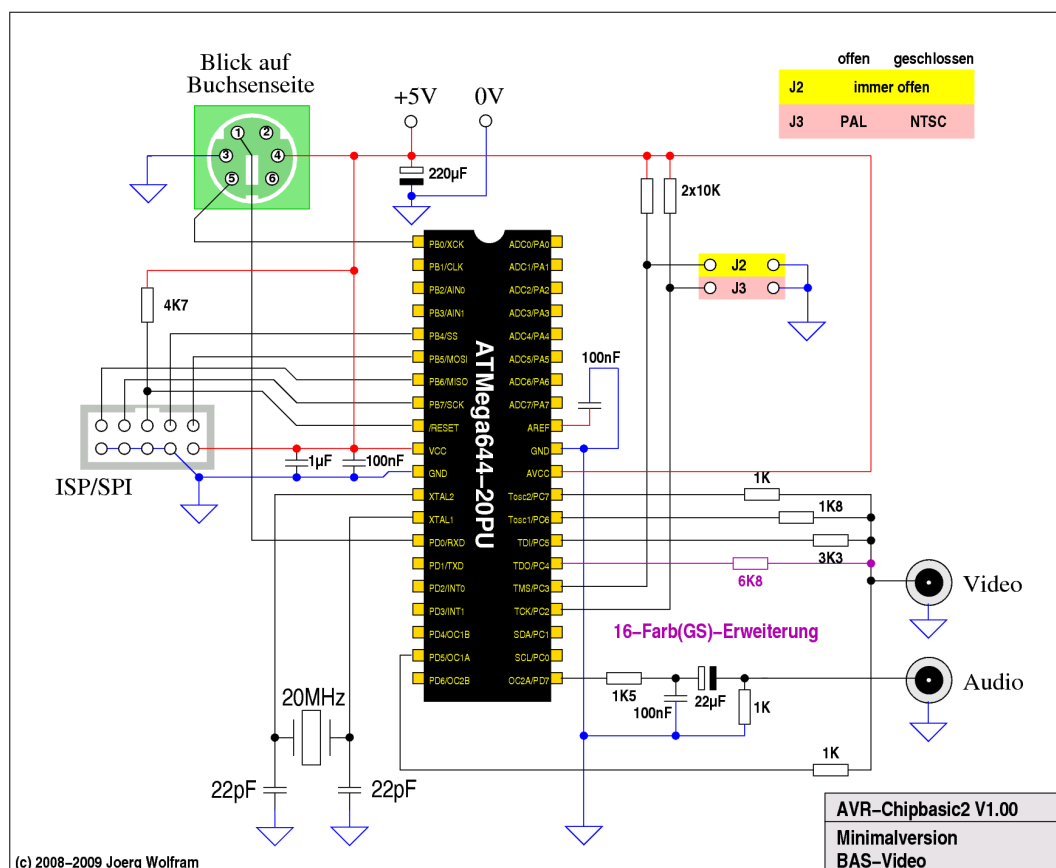 Blick auf
Buchsenseite
offen geschlossen
J2 immer offen
J3 PAL NTSC
+5V 0V
1 2
3 4
5 6
220µF
2x10K
J2
J3
4K7
100nF
PB0/XCK ADC0/PA0
PB1/CLK ADC1/PA1
PB2/AIN0 ADC2/PA2
PB3/AIN1 ADC3/PA3
PB4/SS ADC4/PA4
PB5/MOSI ADC5/PA5
PB6/MISO ADC6/PA6
PB7/SCK ADC7/PA7
/RESET AREF
VCC GND
GND AVCC
XTAL2 Tosc2/PC7
XTAL1 Tosc1/PC6
PD0/RXD TDI/PC5
PD1/TXD TDO/PC4
PD2/INT0 TMS/PC3
PD3/INT1 TCK/PC2
PD4/OC1B SDA/PC1
PD5/OC1A SCL/PC0
PD6/OC2B OC2A/PD7
ATMega644-20PU
ISP/SPI
1µF
100nF
1K
1K8
3K3
6K8
Video
16-Farb(GS)-Erweiterung
Audio
1K5
100nF
22µF
1K
1K
20MHz
22pF 22pF
AVR-Chipbasic2 V1.00
Minimalversion
BAS-Video
(c) 2008-2009 Joerg Wolfram